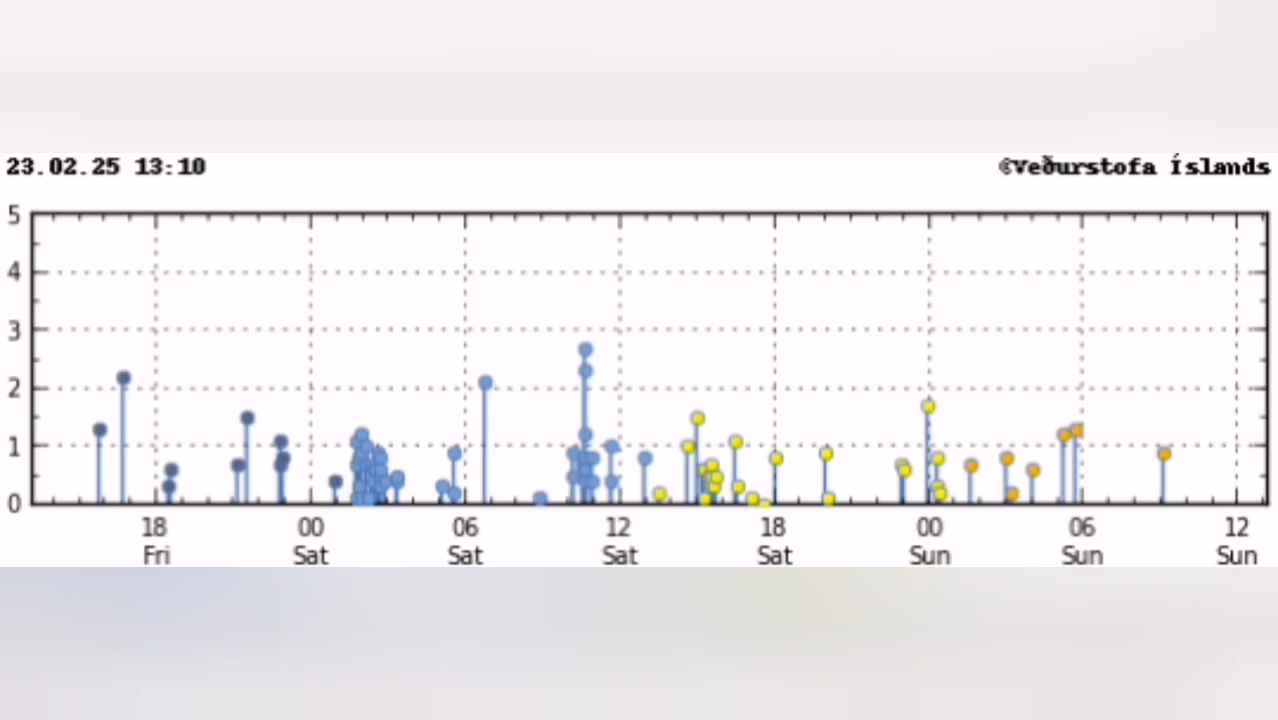 23.02.25 13:10
©Veðurstofa Íslands
5
4
3
2
1
0
18 00 06 12 18 00 06 12
Fri Sat Sat Sat Sat Sun Sun Sun